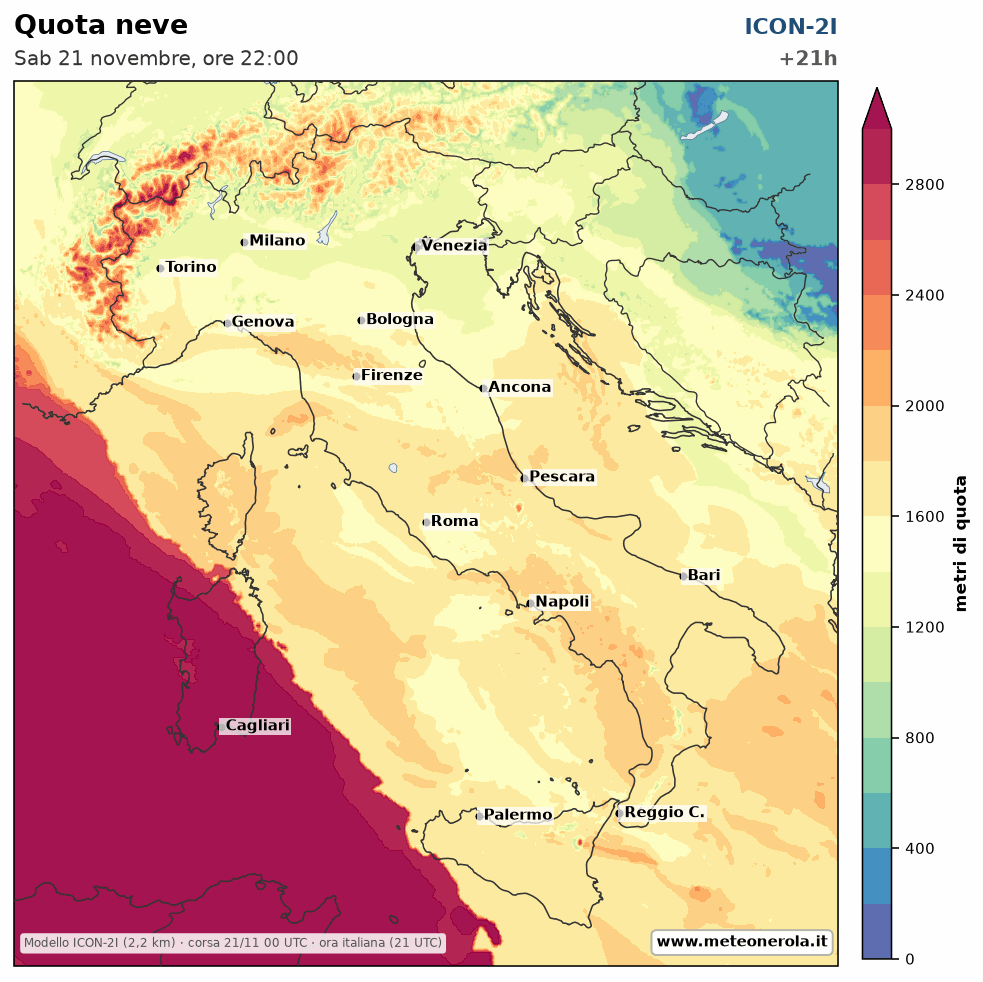 Quota neve
ICON-2I
Sab 21 novembre, ore 22:00
+21h
Milano
Venezia
Torino
Genova
Bologna
Firenze
Ancona
Pescara
Roma
Bari
Napoli
Cagliari
Palermo
Reggio C.
2800
2400
2000
1600
1200
800
400
0
metri di quota
Modello ICON-2I (2,2 km) · corsa 21/11 00 UTC · ora italiana (21 UTC)
www.meteonerola.it